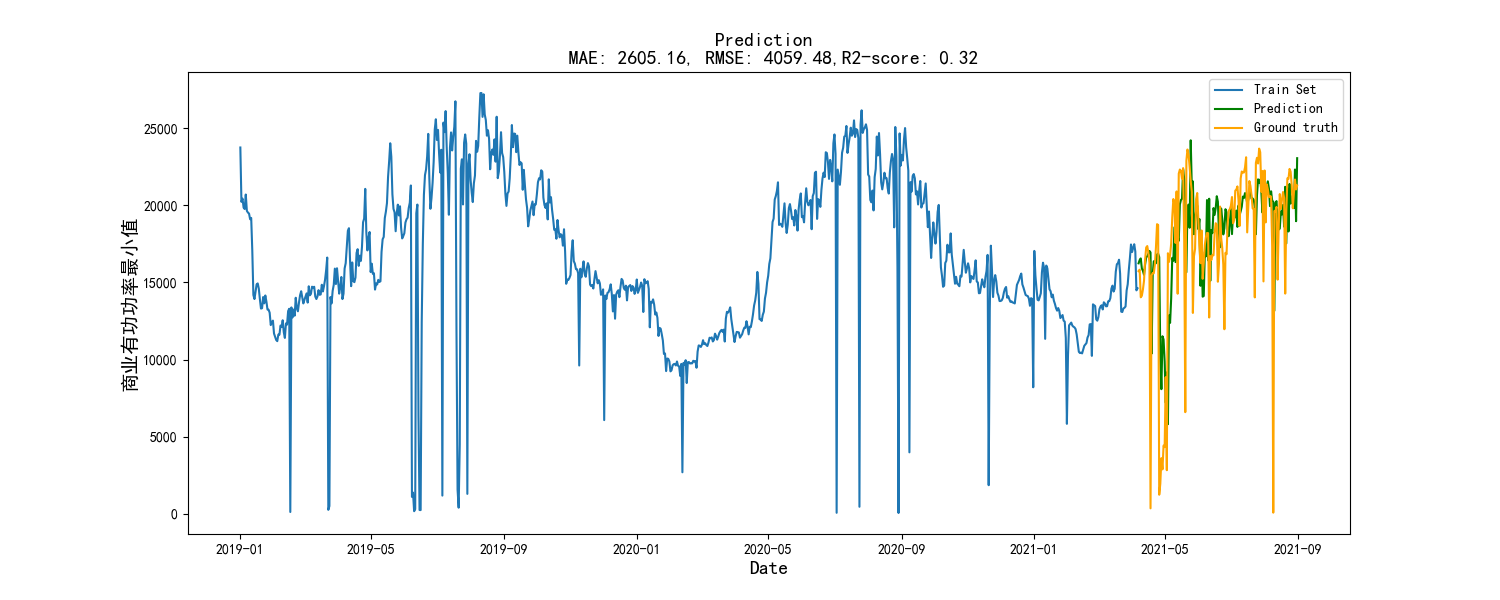 Prediction
MAE: 2605.16, RMSE: 4059.48,R2-score: 0.32
Train Set
Prediction
Ground truth
商业有功功率最小值
25000
20000
15000
10000
5000
0
2019-01
2019-05
2019-09
2020-01
2020-05
2020-09
2021-01
2021-05
2021-09
Date